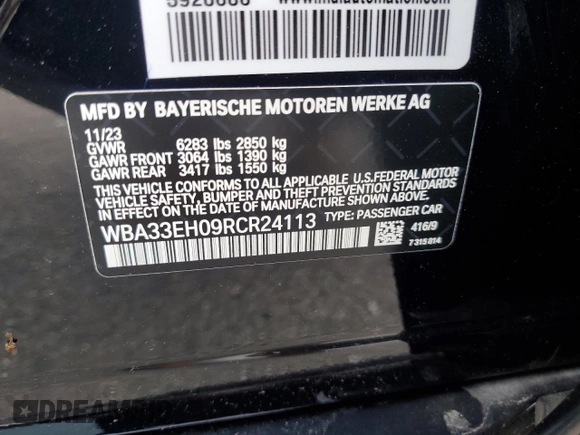 MFD BY BAYERISCHE MOTOREN WERKE AG
11/23
GVWR 6283 lbs 2850 kg
GAWR FRONT 3064 lbs 1390 kg
GAWR REAR 3417 lbs 1550 kg
THIS VEHICLE CONFORMS TO ALL APPLICABLE U.S.FEDERAL MOTOR
VEHICLE SAFETY, BUMPER, AND THEFT PREVENTION
STANDARDS IN EFFECT ON THE DATE OF MANUFACTURE SHOWN ABOVE.
WBA33EH09RCR24113 TYPE: PASSENGER CAR
416/9
7315814